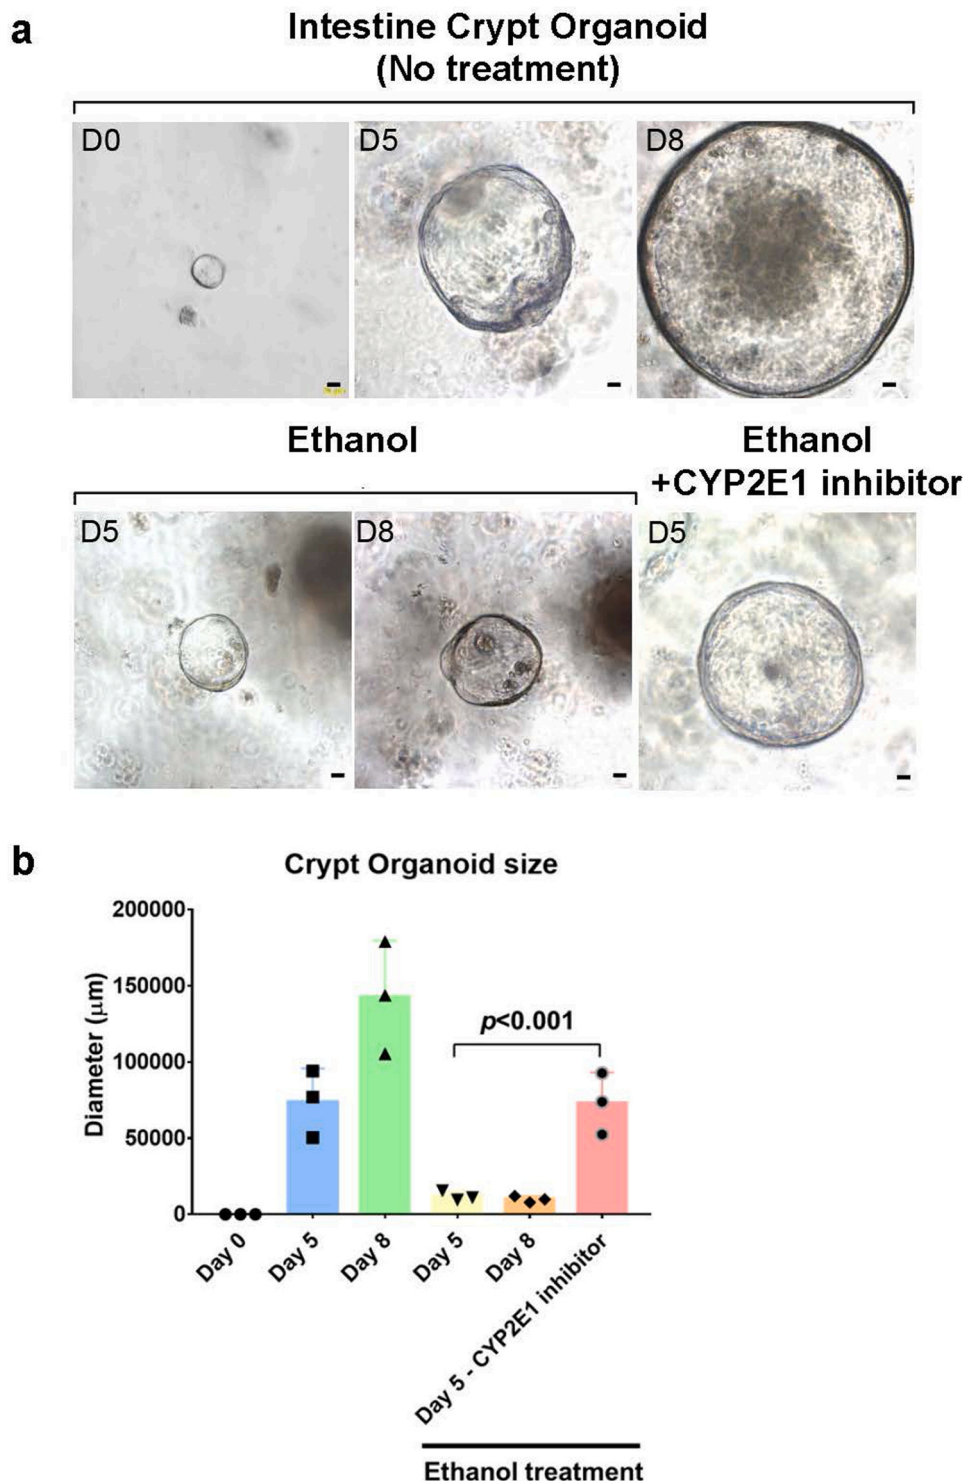 a
Intestine Crypt Organoid
(No treatment)
D0
D5
D8
Ethanol
Ethanol
+CYP2E1 inhibitor
D5
D8
D5
b
Crypt Organoid size
Diameter (μm)
200000
150000
100000
50000
0
p<0.001
Day 0
Day 5
Day 8
Day 5
Day 8
Day 5 - CYP2E1 inhibitor
Ethanol treatment